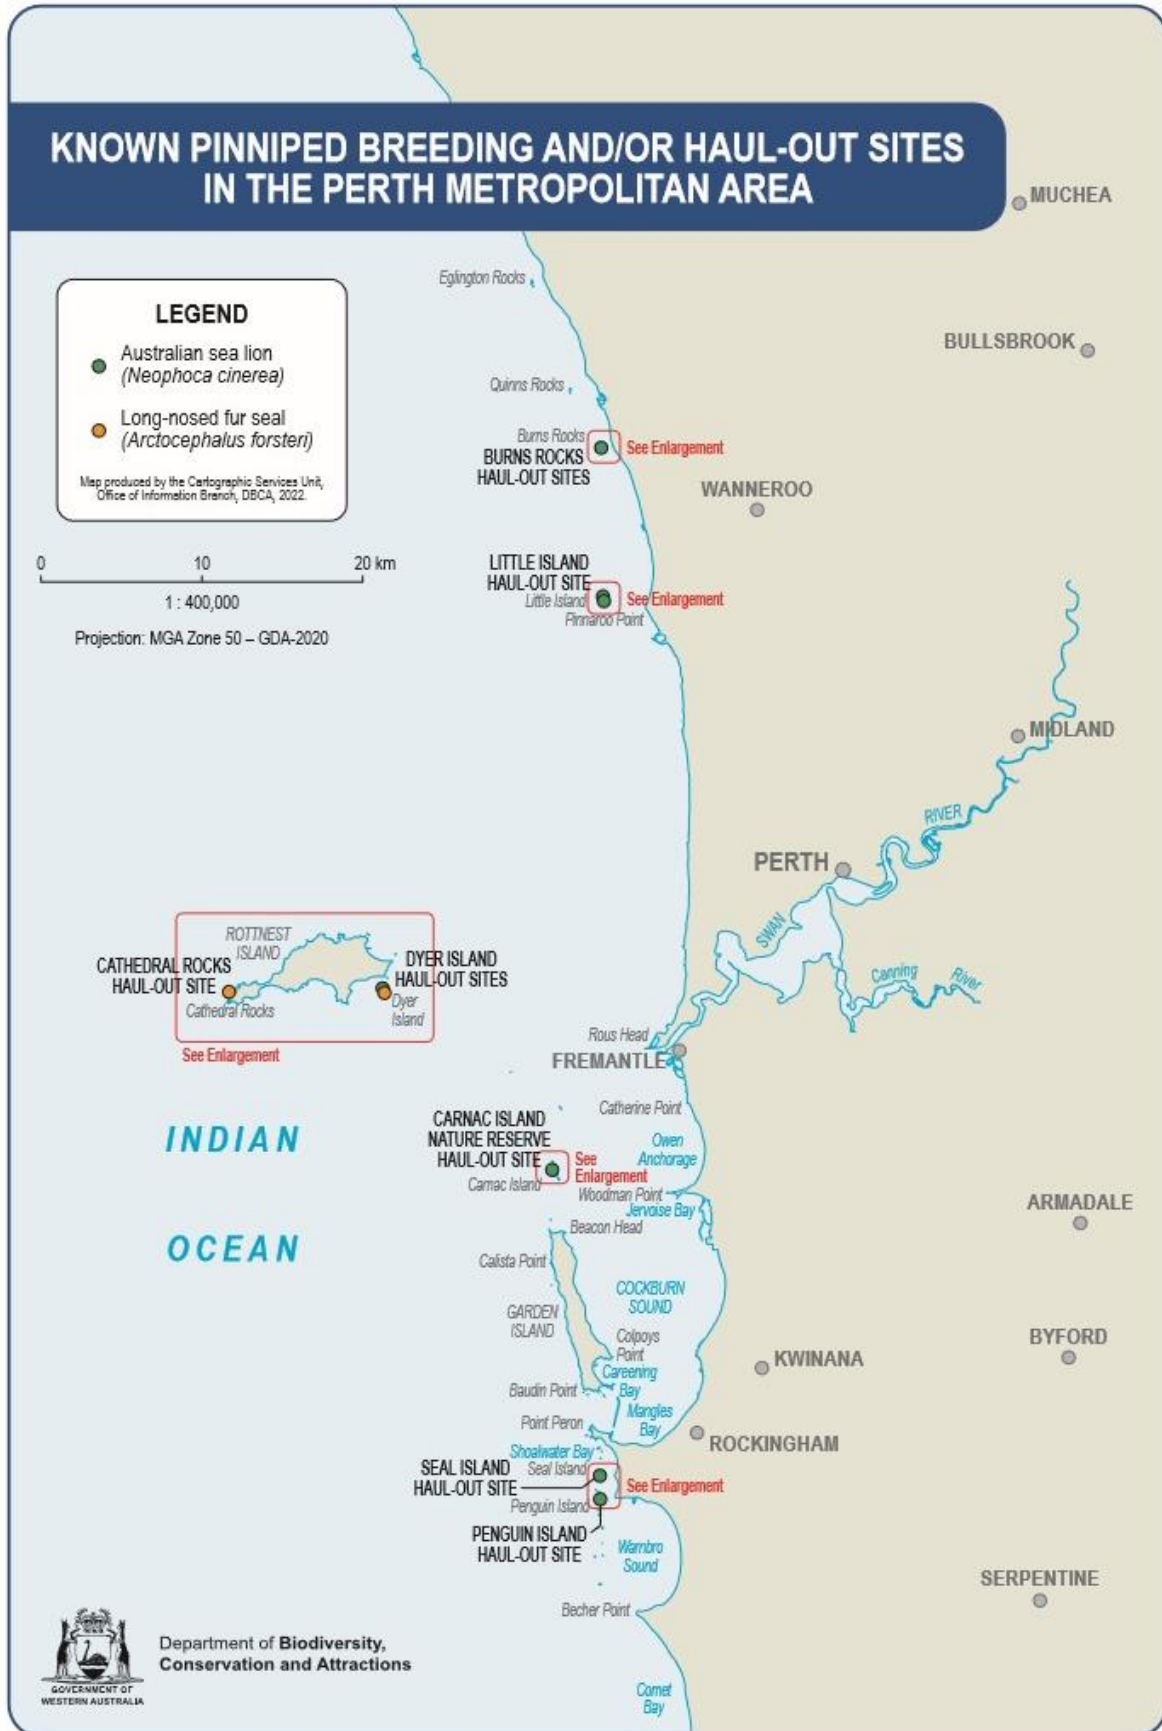 KNOWN PINNIPED BREEDING AND/OR HAUL-OUT SITES
IN THE PERTH METROPOLITAN AREA
MUCHEA
Eglington Rocks
LEGEND
Australian sea lion
(Neophoca cinerea)
Long-nosed fur seal
(Arctocephalus forsteri)
Map produced by the Cartographic Services Unit,
Office of Information Branch, DBCA, 2022.
BULLSBROOK
Quinns Rocks
Burns Rocks
BURNS ROCKS
HAUL-OUT SITES
See Enlargement
WANNEROO
0 10 20 km
1 : 400,000
Projection: MGA Zone 50 – GDA-2020
LITTLE ISLAND
HAUL-OUT SITE
Little Island
See Enlargement
Pinnaroo Point
MIDLAND
RIVER
PERTH
SWAN
Canning
River
ROTTNEST
ISLAND
CATHEDRAL ROCKS
HAUL-OUT SITE
Cathedral Rocks
DYER ISLAND
HAUL-OUT SITES
Dyer
Island
See Enlargement
Rous Head
FREMANTLE
Catherine Point
INDIAN
OCEAN
CARNAC ISLAND
NATURE RESERVE
HAUL-OUT SITE
Carnac Island
See
Enlargement
Owen
Anchorage
Woodman Point
Jervoise Bay
ARMADALE
Beacon Head
Calista Point
COCKBURN
SOUND
GARDEN
ISLAND
Colpoys
Point
Careening
Bay
BYFORD
KWINANA
Baudin Point
Mangles
Bay
Point Peron
ROCKINGHAM
Shoalwater Bay
SEAL ISLAND
HAUL-OUT SITE
Seal Island
See Enlargement
Penguin Island
PENGUIN ISLAND
HAUL-OUT SITE
Warnbro
Sound
SERPENTINE
Becher Point
Comet
Bay
GOVERNMENT OF
WESTERN AUSTRALIA
Department of Biodiversity,
Conservation and Attractions